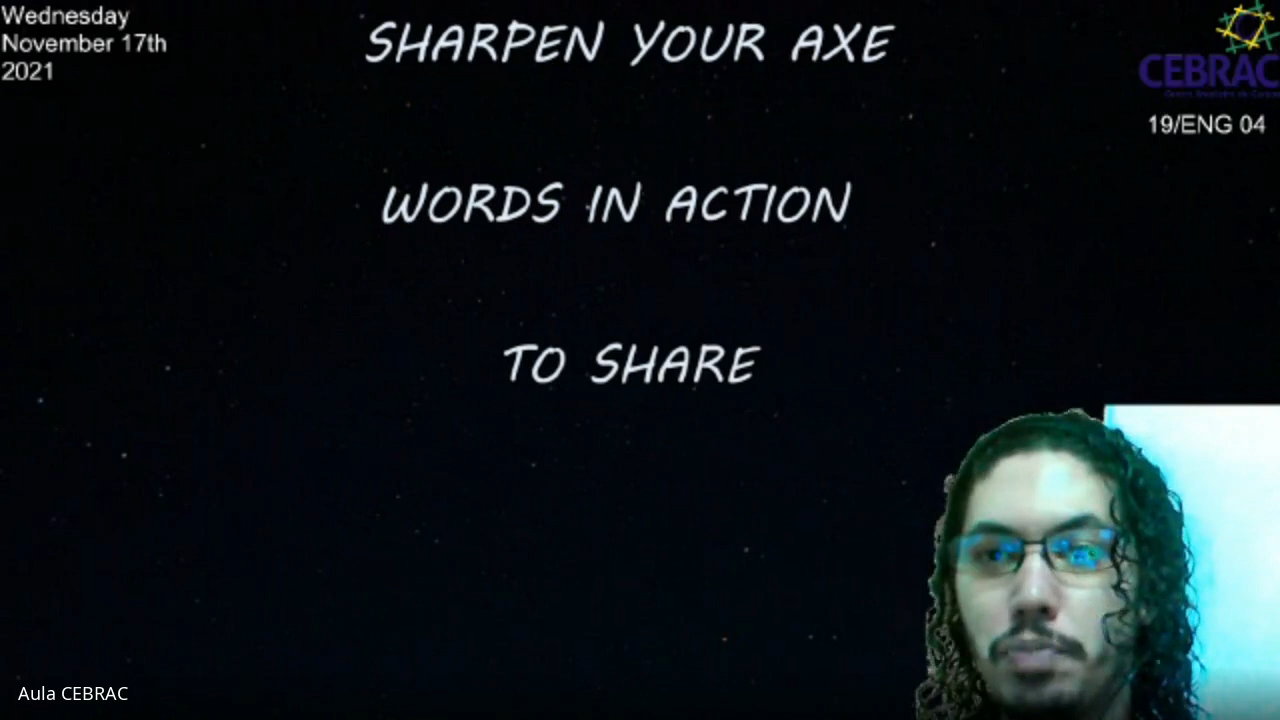 Wednesday
November 17th
2021
SHARPEN YOUR AXE
CEBRAC
19/ENG 04
WORDS IN ACTION
TO SHARE
Aula CEBRAC